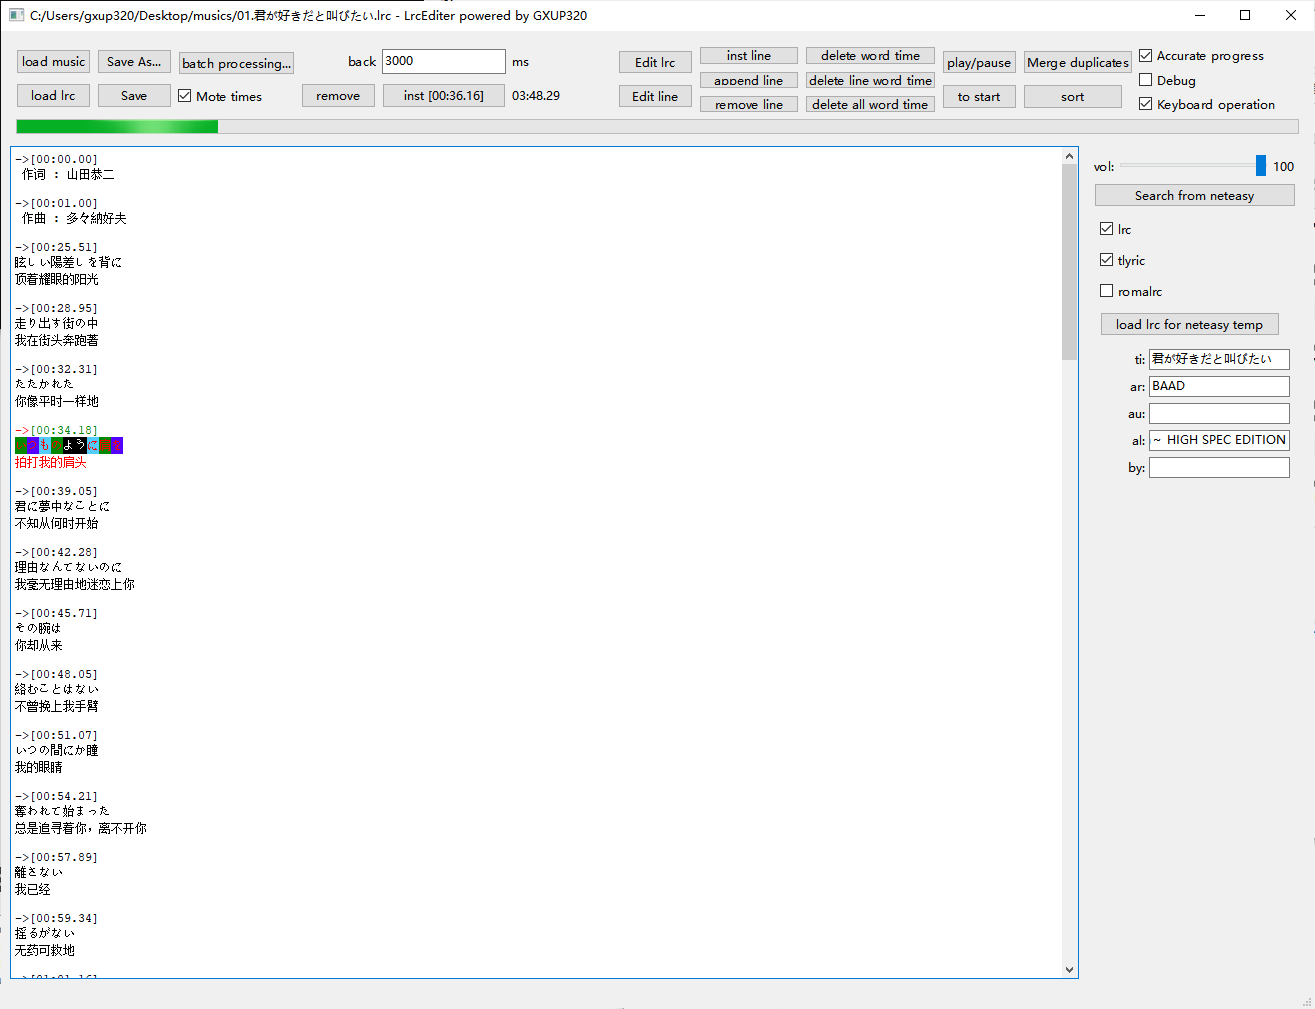 C:/Users/gxup320/Desktop/musics/01.君が好きだと叫びたい.lrc - LrcEditer powered by GXUP320
load music
Save As...
batch processing...
back
3000
ms
Edit lrc
inst line
delete word time
play/pause
Merge duplicates
Accurate progress
append line
delete line word time
Debug
load lrc
Save
Mote times
remove
inst [00:36.16]
03:48.29
Edit line
remove line
delete all word time
to start
sort
Keyboard operation
->[00:00.00]
作词 : 山田恭二
->[00:01.00]
作曲 : 多々納好夫
->[00:25.51]
眩しい陽差しを背に
顶着耀眼的阳光
->[00:28.95]
走り出す街の中
我在街头奔跑著
->[00:32.31]
たたかれた
你像平时一样地
->[00:34.18]
ように
拍打我的肩头
->[00:39.05]
君に夢中なことに
不知从何时开始
->[00:42.28]
理由なんてないのに
我毫无理由地迷恋上你
->[00:45.71]
その腕は
你却从来
->[00:48.05]
絡むことはない
不曾挽上我手臂
->[00:51.07]
いつの間にか瞳
我的眼睛
->[00:54.21]
奪われて始まった
总是追寻着你，离不开你
->[00:57.89]
離さない
我已经
->[00:59.34]
揺るがない
无药可救地
vol:
100
Search from neteasy
lrc
tlyric
romalrc
load lrc for neteasy temp
ti:
君が好きだと叫びたい
ar:
BAAD
au:
al:
~ HIGH SPEC EDITION
by: